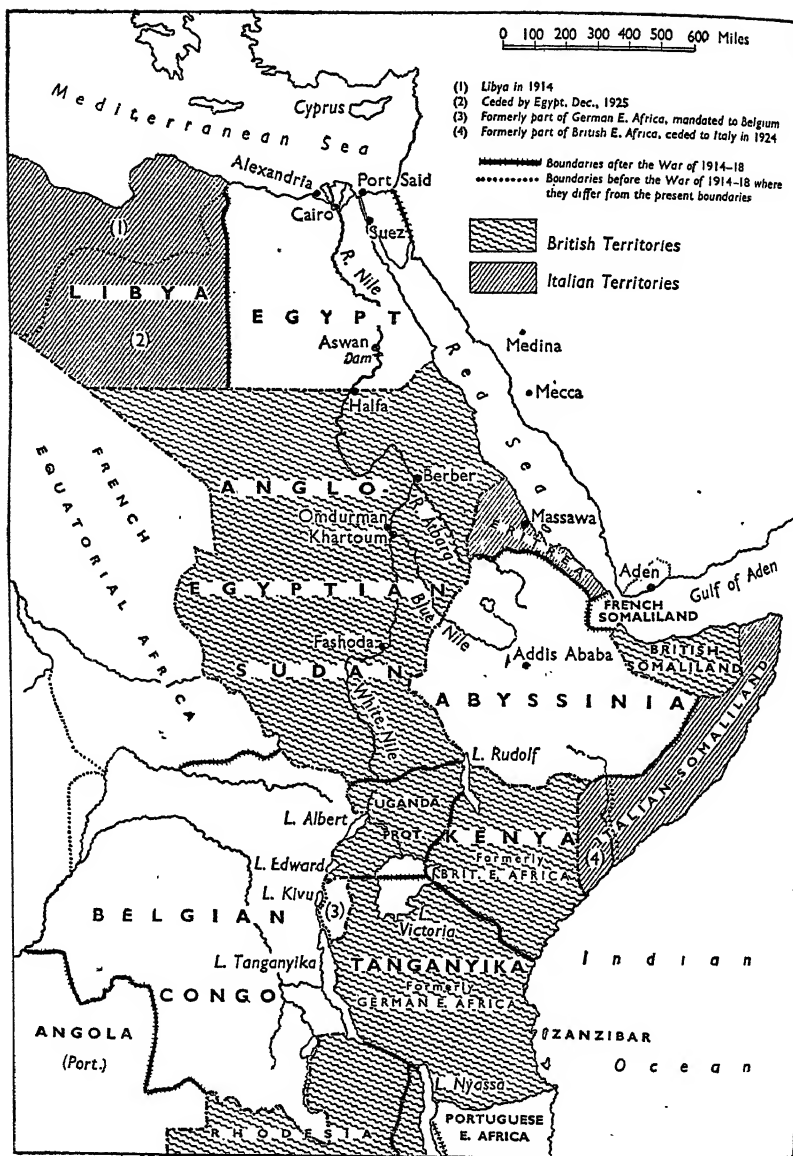 0 100 200 300 400 500 600 Miles
(1) Libya in 1914
(2) Ceded by Egypt, Dec., 1925
(3) Formerly part of German E. Africa, mandated to Belgium
(4) Formerly part of British E. Africa, ceded to Italy in 1924
Boundaries after the War of 1914-18
Boundaries before the War of 1914-18 where
they differ from the present boundaries
British Territories
Italian Territories
Mediterranean Sea
Cyprus
Alexandria
Port Said
Cairo
Suez
(1)
LIBYA
(2)
R. Nile
EGYPT
Aswan
Dam
Red Sea
Medina
Mecca
Halfa
FRENCH
EQUATORIAL AFRICA
ANGLO-
Berber
R. Atbara
Omdurman
Khartoum
Massawa
ERITREA
Aden
Gulf of Aden
FRENCH
SOMALILAND
EGYPTIAN
Blue Nile
Fashoda
BRITISH
SOMALILAND
SUDAN
Addis Ababa
White Nile
ABYSSINIA
ITALIAN SOMALILAND
L. Rudolf
L. Albert
UGANDA
PROT.
KENYA
Formerly
BRIT. E. AFRICA
(4)
L. Edward
L. Kivu
(3)
BELGIAN
L.
Victoria
L. Tanganyika
TANGANYIKA
Formerly
GERMAN E. AFRICA
Indian
CONGO
ANGOLA
(Port.)
ZANZIBAR
Ocean
L. Nyassa
RHODESIA
PORTUGUESE
E. AFRICA